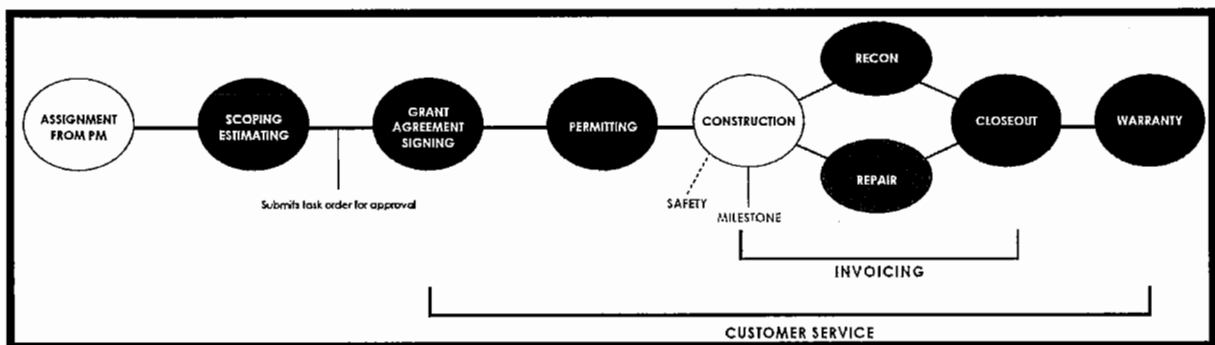 ASSIGNMENT
FROM PM
SCOPING
ESTIMATING
Submits task order for approval
GRANT
AGREEMENT
SIGNING
PERMITTING
CONSTRUCTION
SAFETY
MILESTONE
RECON
REPAIR
CLOSEOUT
WARRANTY
INVOICING
CUSTOMER SERVICE